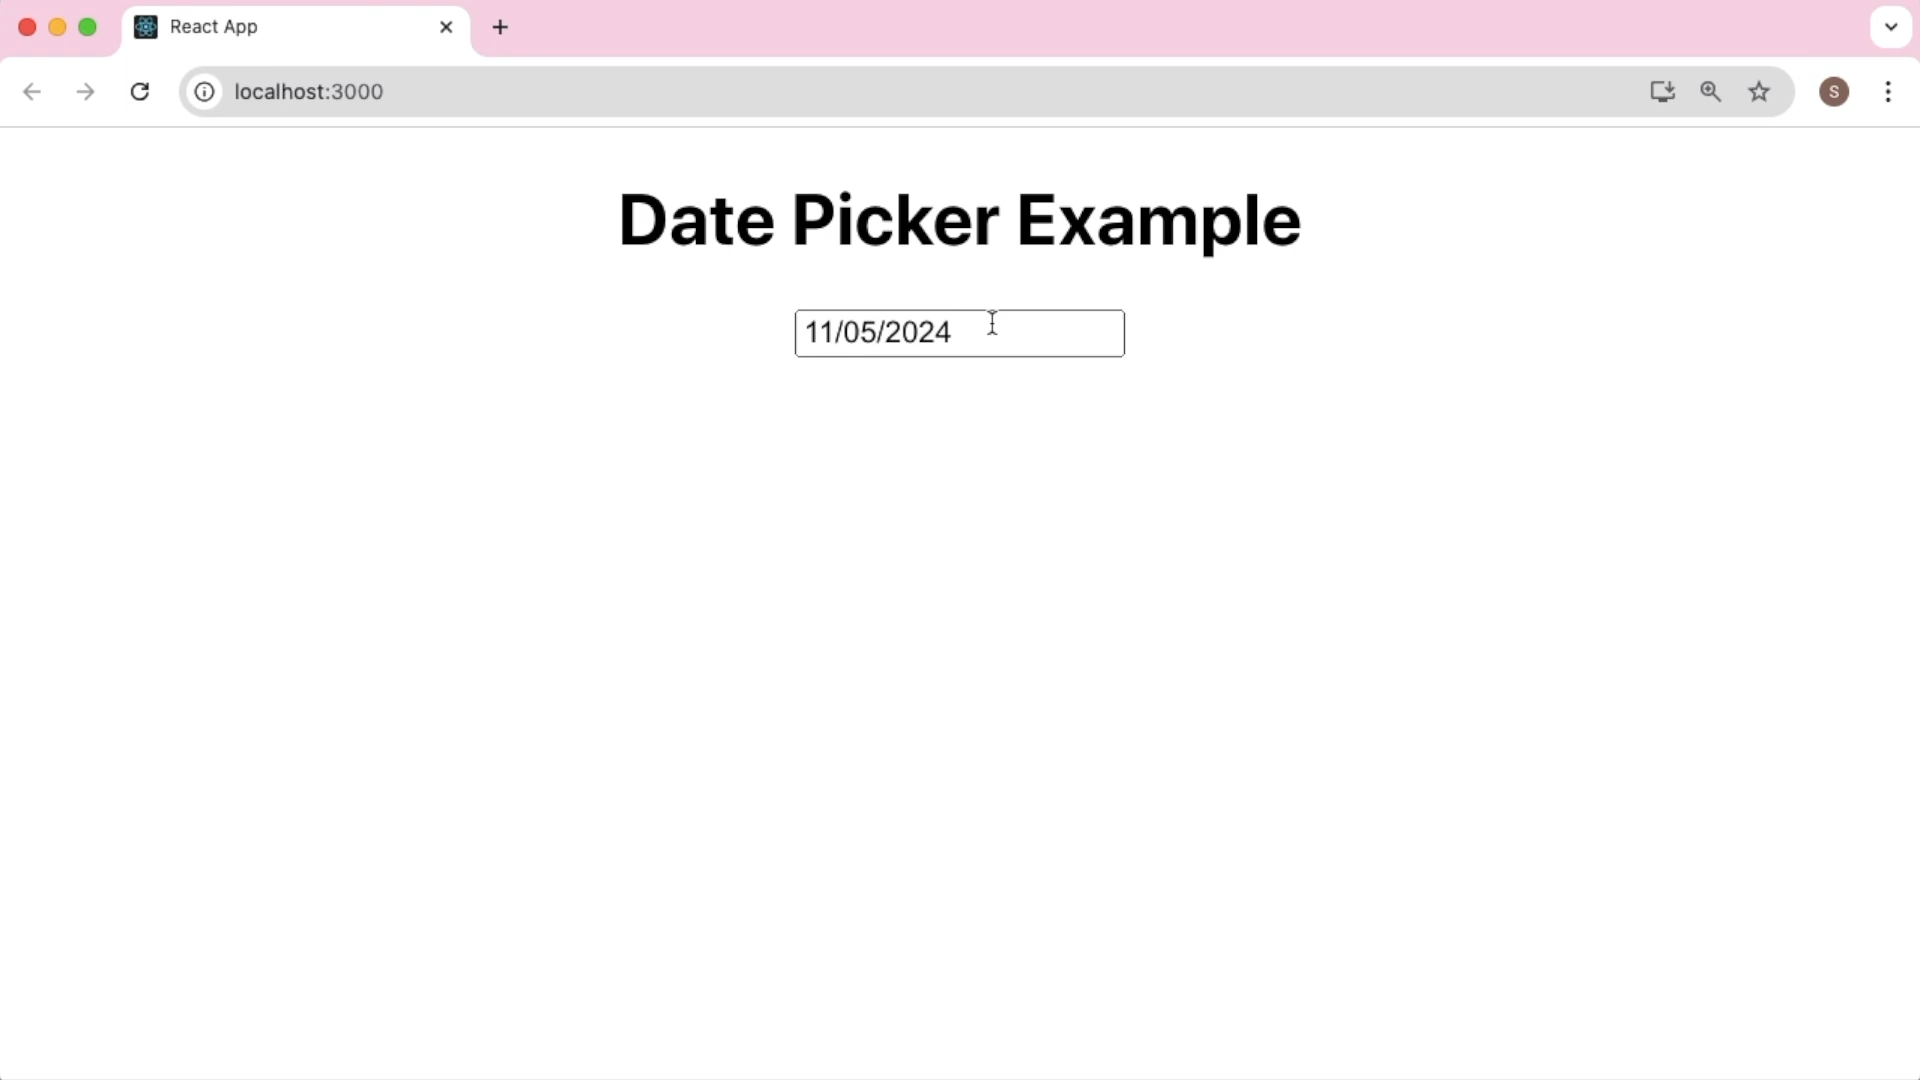 React App
localhost:3000
S
Date Picker Example
11/05/2024